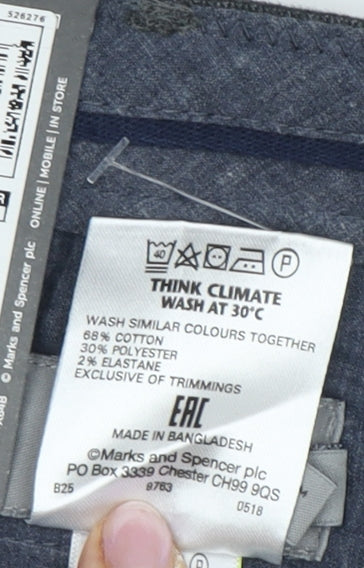 526276
ONLINE | MOBILE | IN STORE
© Marks and Spencer plc
40 P
THINK CLIMATE
WASH AT 30°C
WASH SIMILAR COLOURS TOGETHER
68% COTTON
30% POLYESTER
2% ELASTANE
EXCLUSIVE OF TRIMMINGS
EAC
MADE IN BANGLADESH
©Marks and Spencer plc
PO Box 3339 Chester CH99 9QS
B25 9763 0518
P